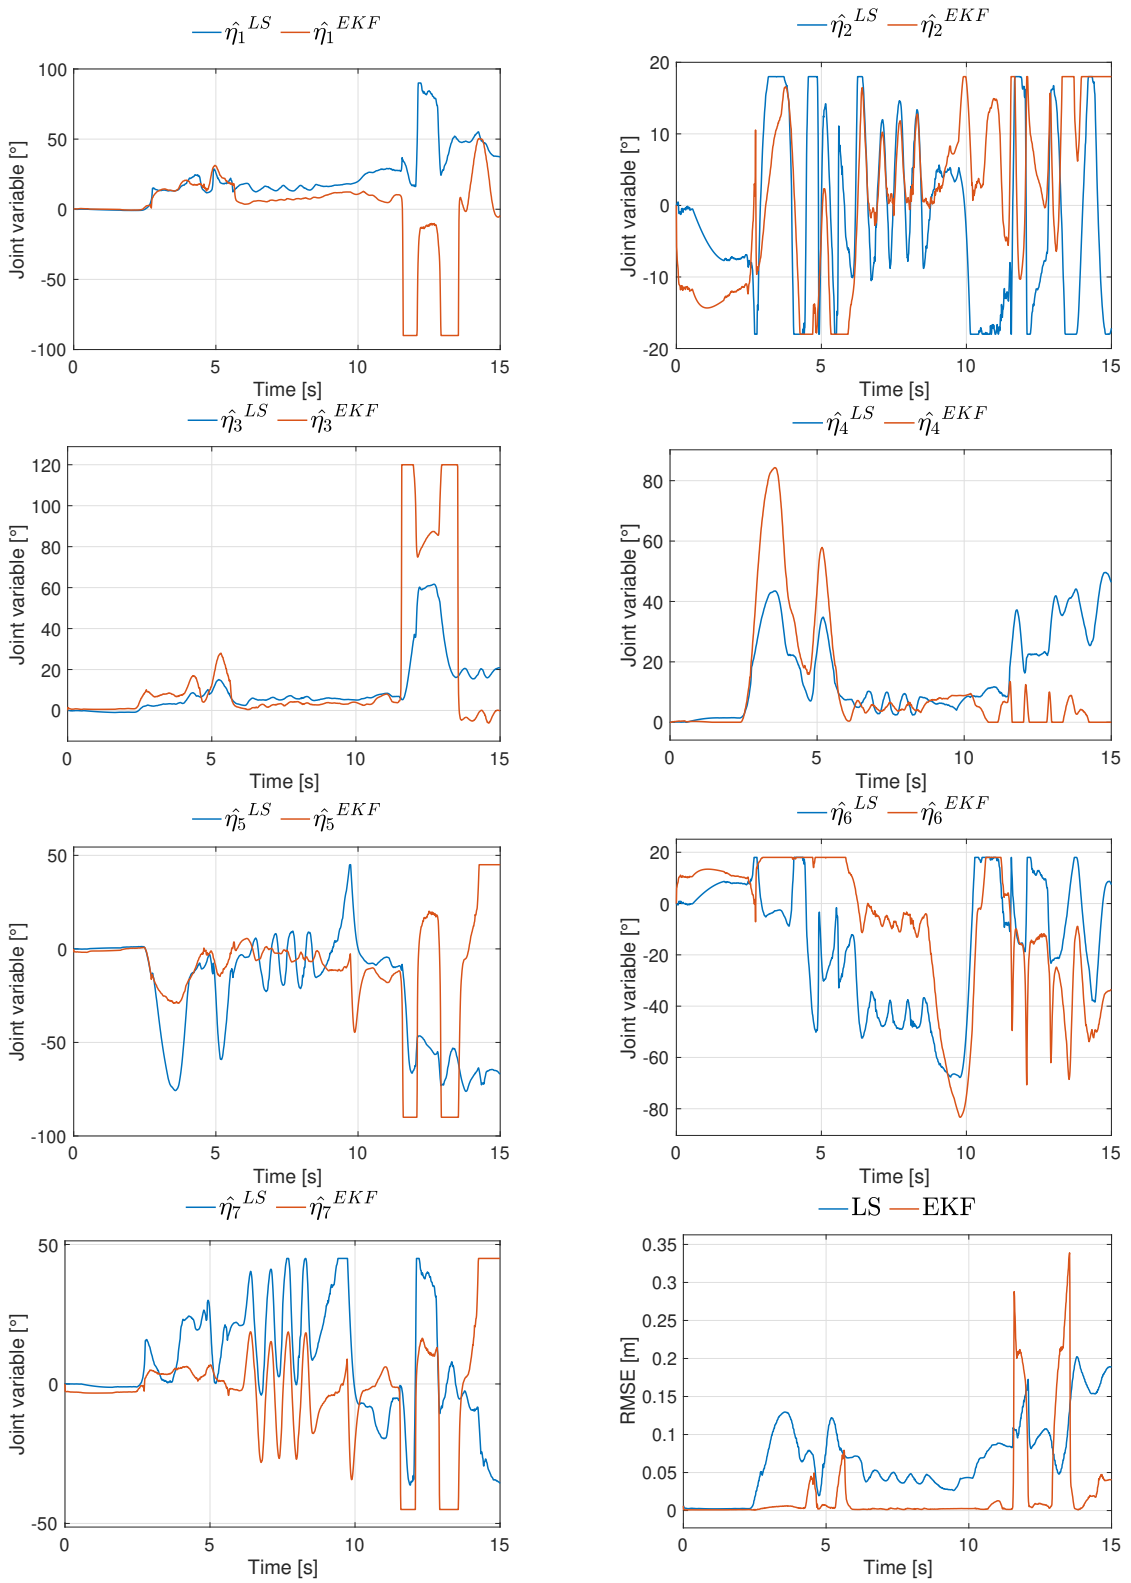 η̂₁^LS η̂₁^EKF
100
50
0
-50
-100
Joint variable [°]
0 5 10 15
Time [s]
η̂₂^LS η̂₂^EKF
20
10
0
-10
-20
Joint variable [°]
0 5 10 15
Time [s]
η̂₃^LS η̂₃^EKF
120
100
80
60
40
20
0
Joint variable [°]
0 5 10 15
Time [s]
η̂₄^LS η̂₄^EKF
80
60
40
20
0
Joint variable [°]
0 5 10 15
Time [s]
η̂₅^LS η̂₅^EKF
50
0
-50
-100
Joint variable [°]
0 5 10 15
Time [s]
η̂₆^LS η̂₆^EKF
20
0
-20
-40
-60
-80
Joint variable [°]
0 5 10 15
Time [s]
η̂₇^LS η̂₇^EKF
50
0
-50
Joint variable [°]
0 5 10 15
Time [s]
LS EKF
0.35
0.3
0.25
0.2
0.15
0.1
0.05
0
RMSE [m]
0 5 10 15
Time [s]